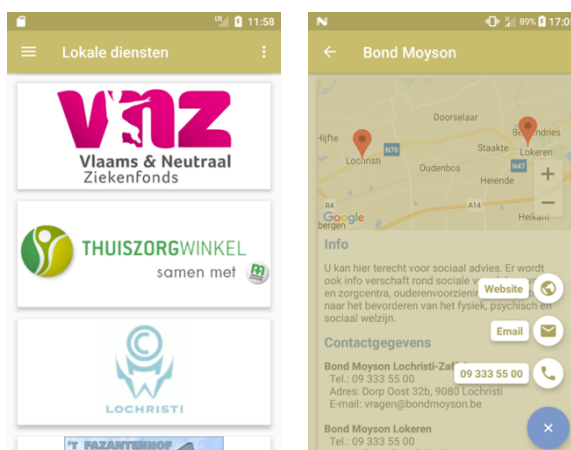 11:58
Lokale diensten
vnz
Vlaams & Neutraal
Ziekenfonds
THUISZORGWINKEL
samen met
LOCHRISTI
'T FAZANTENHOF
89% 17:0
Bond Moyson
Doorselaar
Hijfte
N70
Lochristi
Staakte
Lokeren
Oudenbos
N47
Heiende
R4
A14
bergen
Google
Heikant
Info
U kan hier terecht voor sociaal advies. Er wordt
ook info verschaft rond sociale
en zorgcentra,
naar het bevorderen van het fysiek, psychisch en
sociaal welzijn.
Website
Email
Contactgegevens
09 333 55 00
Bond Moyson Lochristi-
Tel.: 09 333 55 00
Adres: Dorp Oost 32b, 9080 Lochristi
E-mail: vragen@bondmoyson.be
Bond Moyson Lokeren
Tel.: 09 333 55 00